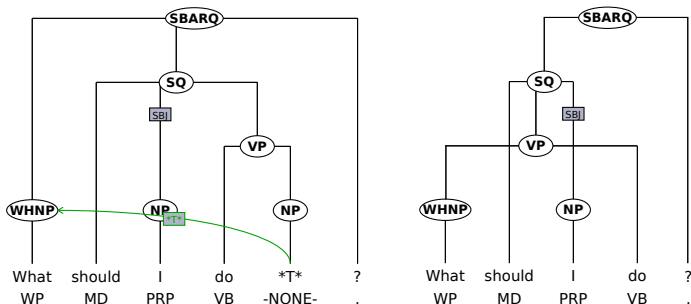 SBARQ SBARQ
SQ SQ
SBJ SBJ
VP VP
WHNP NP NP WHNP NP
*T*
What should I do *T* ? What should I do ?
WP MD PRP VB -NONE- . WP MD PRP VB .